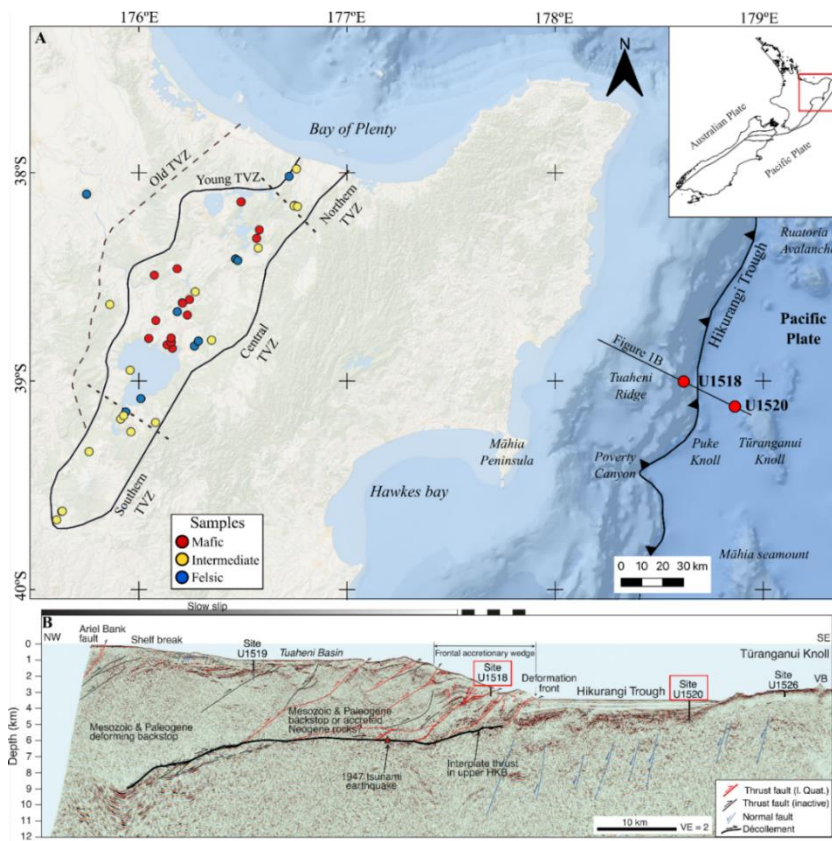 176ºE
177ºE
178ºE
179ºE
A
N
Bay of Plenty
Australian Plate
Pacific Plate
38ºS
Old TVZ
Young TVZ
Northern TVZ
Ruatoria
Avalanche
Hikurangi Trough
Pacific
Plate
Central
TVZ
Figure 1B
U1518
39ºS
Tuaheni
Ridge
U1520
Māhia
Peninsula
Puke
Knoll
Tūranganui
Knoll
Poverty
Canyon
Southern
TVZ
Hawkes bay
Samples
Mafic
Intermediate
Felsic
Māhia seamount
0 10 20 30 km
40ºS
Slow slip
B
NW
SE
Ariel Bank
fault
Shelf break
Site
U1519
Tuaheni Basin
Frontal accretionary wedge
Site
U1518
Deformation
front
Hikurangi Trough
Site
U1520
Türanganui Knoll
Site
U1526
VB
Mesozoic & Paleogene
deforming backstop
Mesozoic & Paleogene
backstop or accreted
Neogene rocks?
1947 tsunami
earthquake
Interplate thrust
in upper HKB
Depth (km)
0
1
2
3
4
5
6
7
8
9
10
11
12
10 km
VE = 2
Thrust fault (l. Quat.)
Thrust fault (inactive)
Normal fault
Décollement